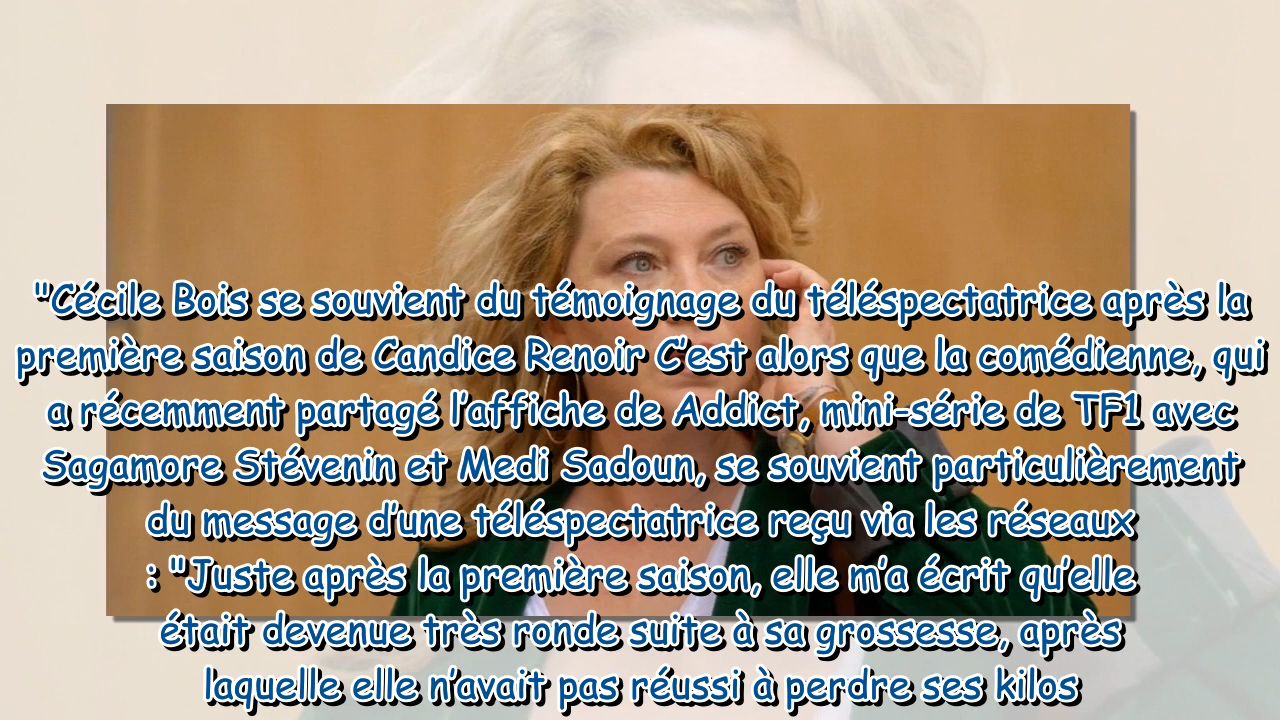 "Cécile Bois se souvient du témoignage du téléspectatrice après la
première saison de Candice Renoir C'est alors que la comédienne, qui
a récemment partagé l'affiche de Addict, mini-série de TF1 avec
Sagamore Stévenin et Medi Sadoun, se souvient particulièrement
du message d'une téléspectatrice reçu via les réseaux
: "Juste après la première saison, elle m'a écrit qu'elle
était devenue très ronde suite à sa grossesse, après
laquelle elle n'avait pas réussi à perdre ses kilos